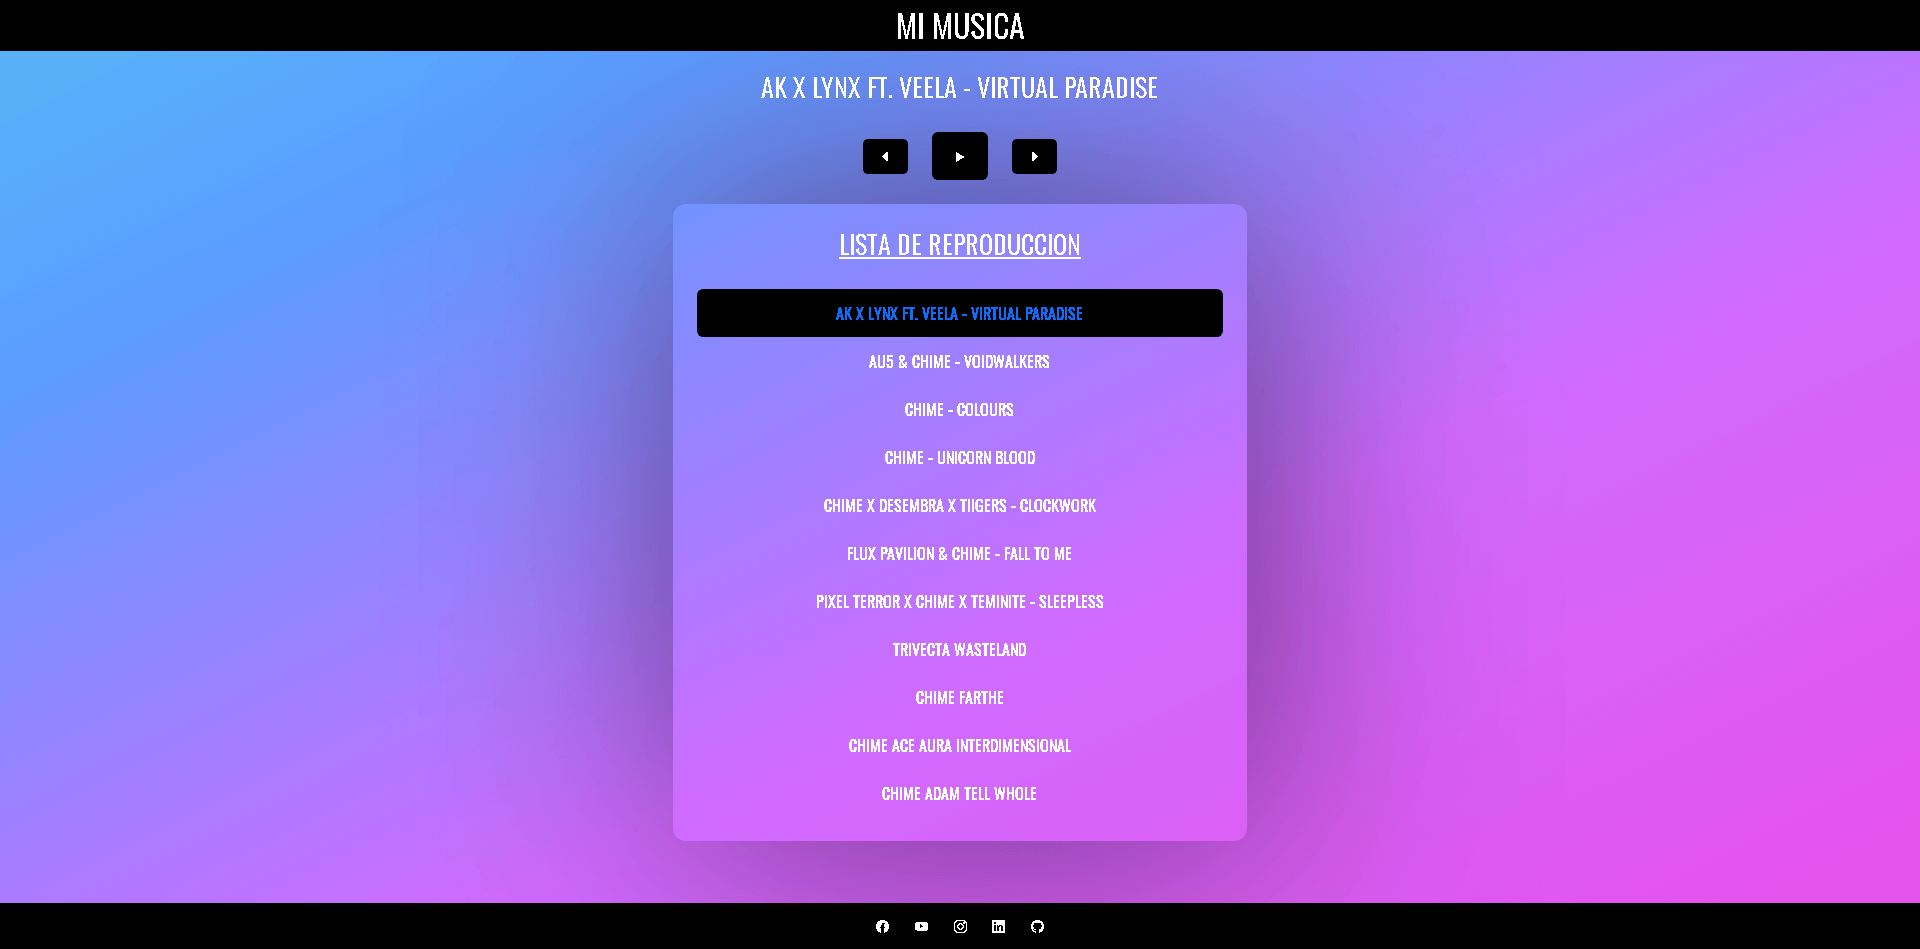 MI MUSICA
AK X LYNX FT. VEELA - VIRTUAL PARADISE
LISTA DE REPRODUCCION
AK X LYNX FT. VEELA - VIRTUAL PARADISE
AU5 & CHIME - VOIDWALKERS
CHIME - COLOURS
CHIME - UNICORN BLOOD
CHIME X DESEMBRA X TIIGERS - CLOCKWORK
FLUX PAVILION & CHIME - FALL TO ME
PIXEL TERROR X CHIME X TEMINITE - SLEEPLESS
TRIVECTA WASTELAND
CHIME FARTHE
CHIME ACE AURA INTERDIMENSIONAL
CHIME ADAM TELL WHOLE